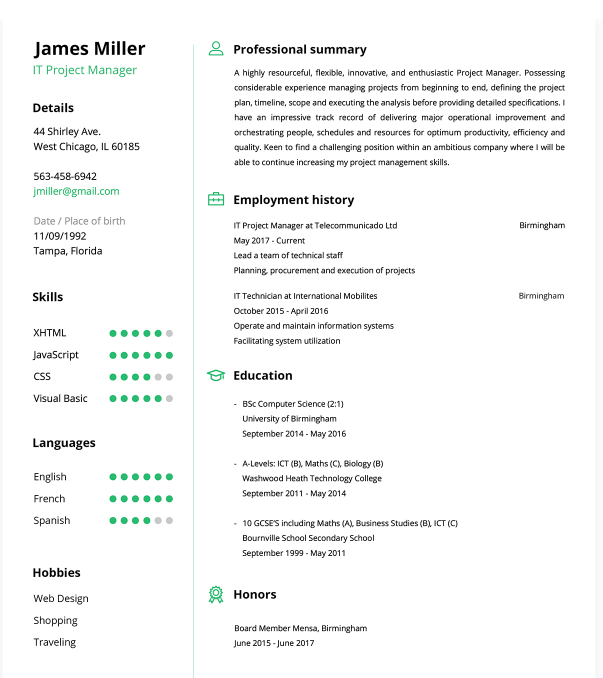 James Miller
IT Project Manager
Details
44 Shirley Ave.
West Chicago, IL 60185
563-458-6942
jmiller@gmail.com
Date / Place of birth
11/09/1992
Tampa, Florida
Skills
XHTML
JavaScript
CSS
Visual Basic
Languages
English
French
Spanish
Hobbies
Web Design
Shopping
Traveling
Professional summary
A highly resourceful, flexible, innovative, and enthusiastic Project Manager. Possessing
considerable experience managing projects from beginning to end, defining the project
plan, timeline, scope and executing the analysis before providing detailed specifications. I
have an impressive track record of delivering major operational improvement and
orchestrating people, schedules and resources for optimum productivity, efficiency and
quality. Keen to find a challenging position within an ambitious company where I will be
able to continue increasing my project management skills.
Employment history
IT Project Manager at Telecommunicado Ltd Birmingham
May 2017 - Current
Lead a team of technical staff
Planning, procurement and execution of projects
IT Technician at International Mobilites Birmingham
October 2015 - April 2016
Operate and maintain information systems
Facilitating system utilization
Education
- BSc Computer Science (2:1)
University of Birmingham
September 2014 - May 2016
- A-Levels: ICT (B), Maths (C), Biology (B)
Washwood Heath Technology College
September 2011 - May 2014
- 10 GCSE'S including Maths (A), Business Studies (B), ICT (C)
Bournville School Secondary School
September 1999 - May 2011
Honors
Board Member Mensa, Birmingham
June 2015 - June 2017